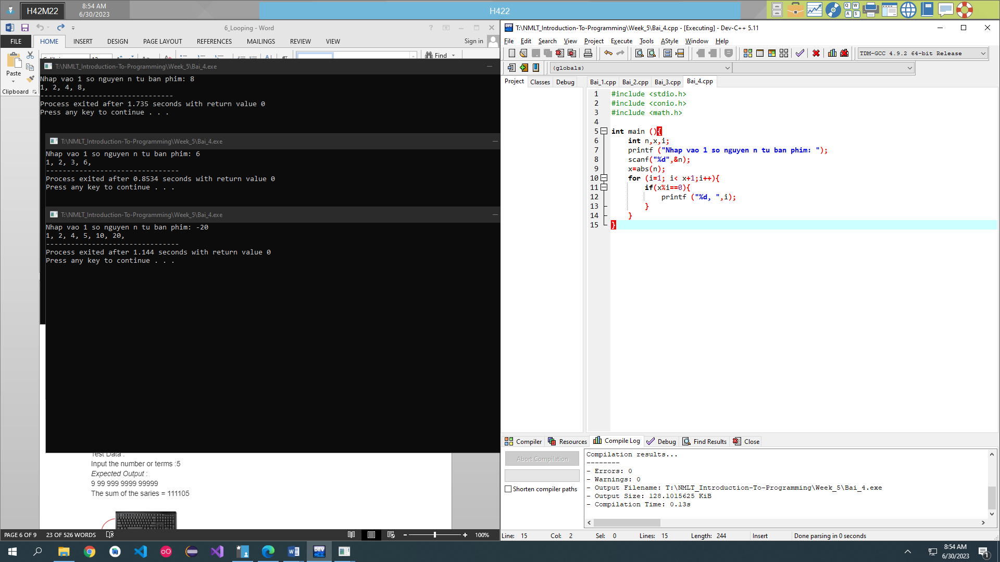 H42M22
8:54 AM
6/30/2023
H422
6_Looping - Word
FILE HOME INSERT DESIGN PAGE LAYOUT REFERENCES MAILINGS REVIEW VIEW Sign in
Find
Paste
Clipboard
T:\NMLT_Introduction-To-Programming\Week_5\Bai_4.exe
Nhap vao 1 so nguyen n tu ban phim: 8
1, 2, 4, 8,
--------------------------------
Process exited after 1.735 seconds with return value 0
Press any key to continue . . .
T:\NMLT_Introduction-To-Programming\Week_5\Bai_4.exe
Nhap vao 1 so nguyen n tu ban phim: 6
1, 2, 3, 6,
--------------------------------
Process exited after 0.8534 seconds with return value 0
Press any key to continue . . .
T:\NMLT_Introduction-To-Programming\Week_5\Bai_4.exe
Nhap vao 1 so nguyen n tu ban phim: -20
1, 2, 4, 5, 10, 20,
--------------------------------
Process exited after 1.144 seconds with return value 0
Press any key to continue . . .
Test Data :
Input the number or terms :5
Expected Output :
9 99 999 9999 99999
The sum of the saries = 111105
PAGE 6 OF 9 23 OF 526 WORDS 100%
T:\NMLT_Introduction-To-Programming\Week_5\Bai_4.cpp - [Executing] - Dev-C++ 5.11
File Edit Search View Project Execute Tools AStyle Window Help
TDM-GCC 4.9.2 64-bit Release
(globals)
Project Classes Debug
Bai_1.cpp Bai_2.cpp Bai_3.cpp Bai_4.cpp
1 #include <stdio.h>
2 #include <conio.h>
3 #include <math.h>
4
5 int main (){
6 int n,x,i;
7 printf ("Nhap vao 1 so nguyen n tu ban phim: ");
8 scanf("%d",&n);
9 x=abs(n);
10 for (i=1; i< x+1;i++){
11 if(x%i==0){
12 printf ("%d, ",i);
13 }
14 }
15 }
Compiler Resources Compile Log Debug Find Results Close
Abort Compilation
Shorten compiler paths
Compilation results...
--------
- Errors: 0
- Warnings: 0
- Output Filename: T:\NMLT_Introduction-To-Programming\Week_5\Bai_4.exe
- Output Size: 128.1015625 KiB
- Compilation Time: 0.13s
Line: 15 Col: 2 Sel: 0 Lines: 15 Length: 244 Insert Done parsing in 0 seconds
8:54 AM
6/30/2023
1